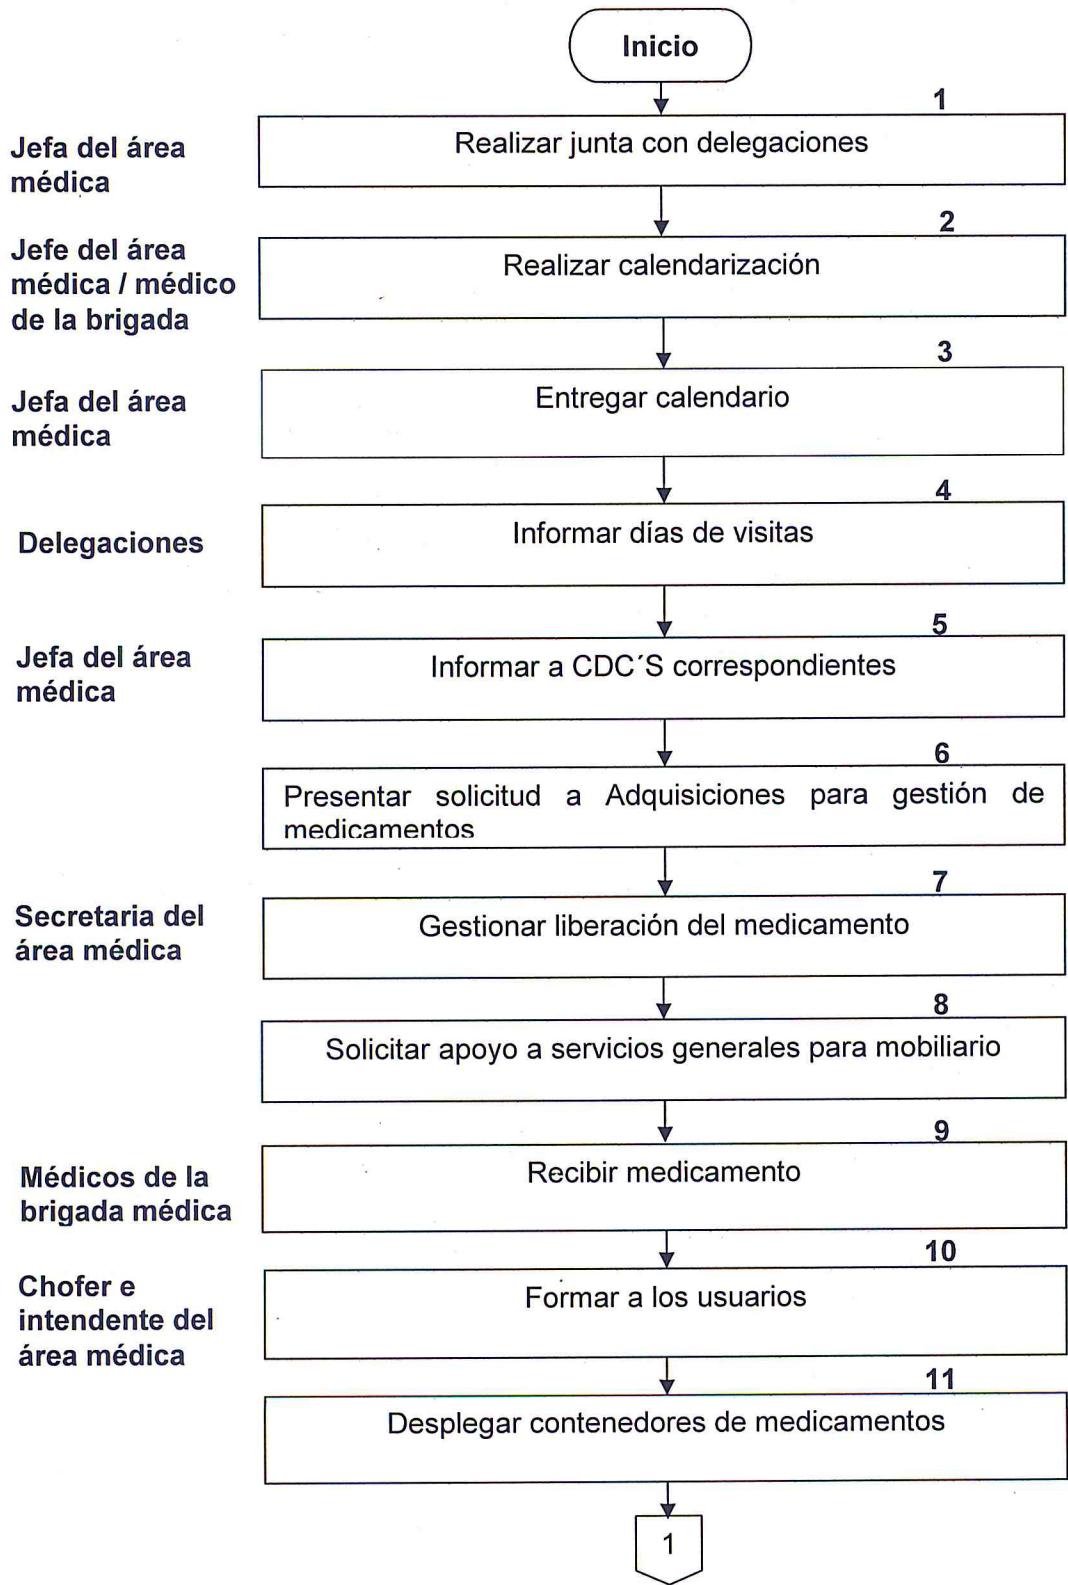 Inicio
1
Jefa del área
médica
Realizar junta con delegaciones
2
Jefe del área
médica / médico
de la brigada
Realizar calendarización
3
Jefa del área
médica
Entregar calendario
4
Delegaciones
Informar días de visitas
5
Jefa del área
médica
Informar a CDC´S correspondientes
6
Presentar solicitud a Adquisiciones para gestión de
medicamentos
7
Secretaria del
área médica
Gestionar liberación del medicamento
8
Solicitar apoyo a servicios generales para mobiliario
9
Médicos de la
brigada médica
Recibir medicamento
10
Chofer e
intendente del
área médica
Formar a los usuarios
11
Desplegar contenedores de medicamentos
1